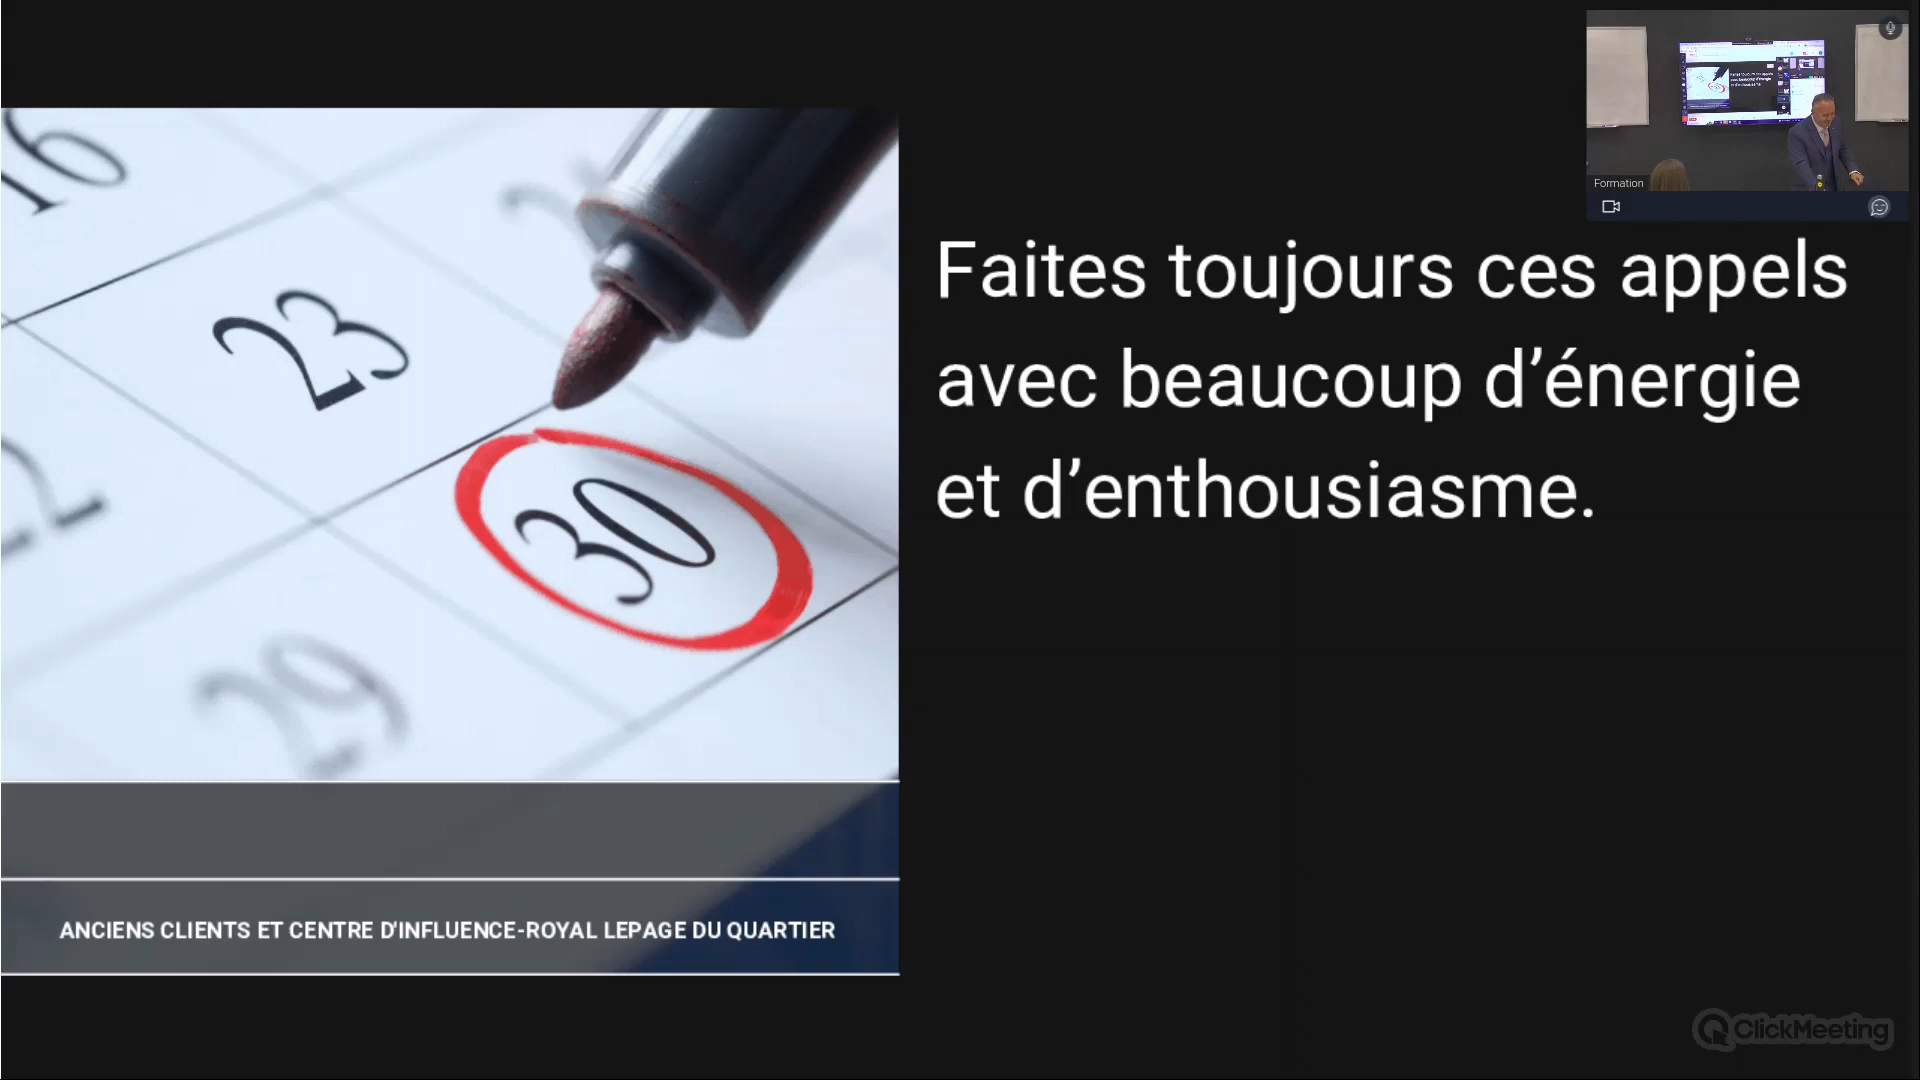 Formation
Faites toujours ces appels
avec beaucoup d’énergie
et d’enthousiasme.
16
23
30
29
ANCIENS CLIENTS ET CENTRE D'INFLUENCE-ROYAL LEPAGE DU QUARTIER
ClickMeeting